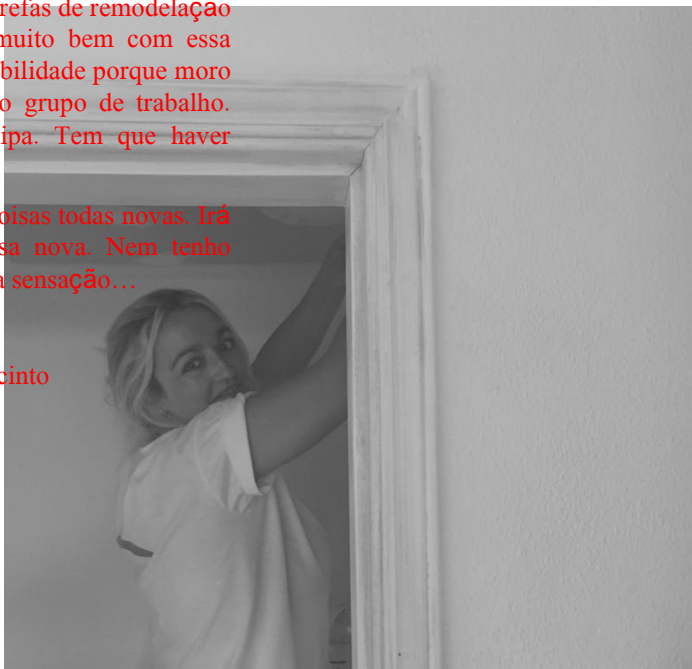 refas de remodelação
muito bem com essa
bilidade porque moro
o grupo de trabalho.
ipa. Tem que haver
oisas todas novas. Irá
sa nova. Nem tenho
a sensação…
cinto